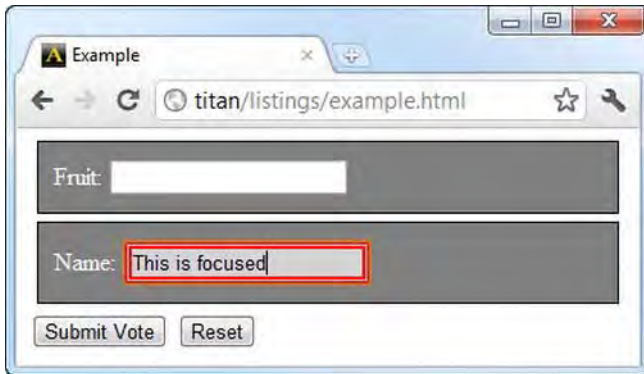 Example
titan/listings/example.html
Fruit:
Name: This is focused
Submit Vote Reset